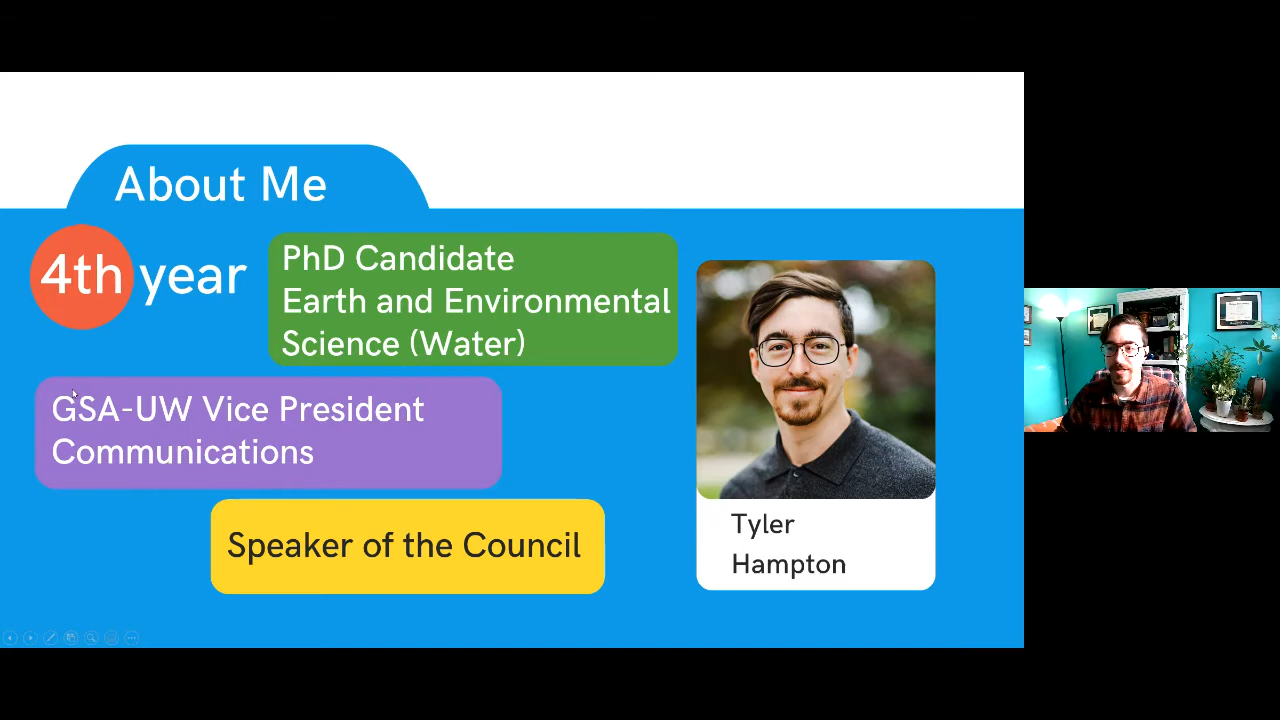 About Me
4th year
PhD Candidate
Earth and Environmental
Science (Water)
GSA-UW Vice President
Communications
Speaker of the Council
Tyler
Hampton